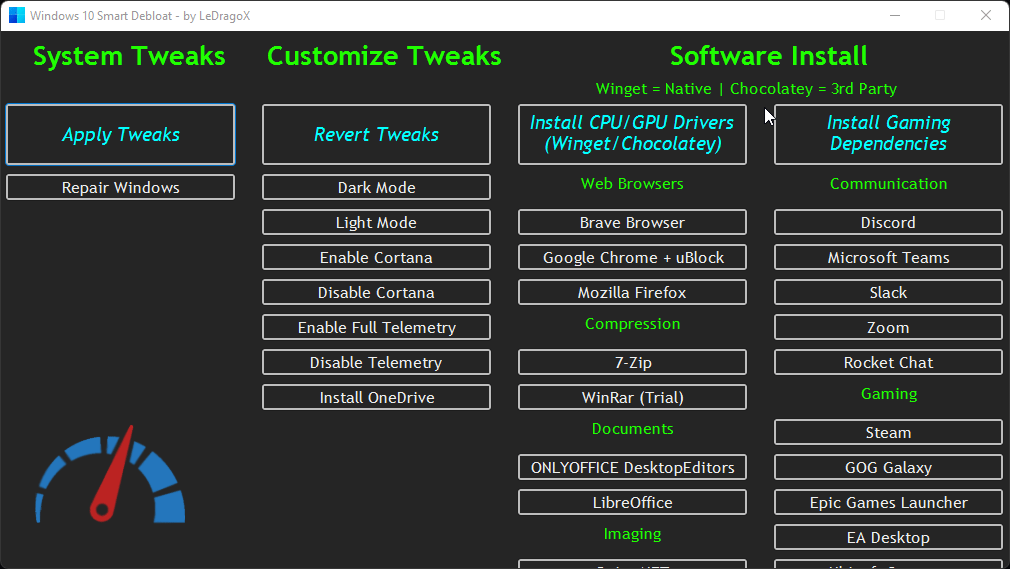 Windows 10 Smart Debloat - by LeDragoX
System Tweaks
Apply Tweaks
Repair Windows
Customize Tweaks
Revert Tweaks
Dark Mode
Light Mode
Enable Cortana
Disable Cortana
Enable Full Telemetry
Disable Telemetry
Install OneDrive
Software Install
Winget = Native | Chocolatey = 3rd Party
Install CPU/GPU Drivers
(Winget/Chocolatey)
Web Browsers
Brave Browser
Google Chrome + uBlock
Mozilla Firefox
Compression
7-Zip
WinRar (Trial)
Documents
ONLYOFFICE DesktopEditors
LibreOffice
Imaging
Install Gaming
Dependencies
Communication
Discord
Microsoft Teams
Slack
Zoom
Rocket Chat
Gaming
Steam
GOG Galaxy
Epic Games Launcher
EA Desktop